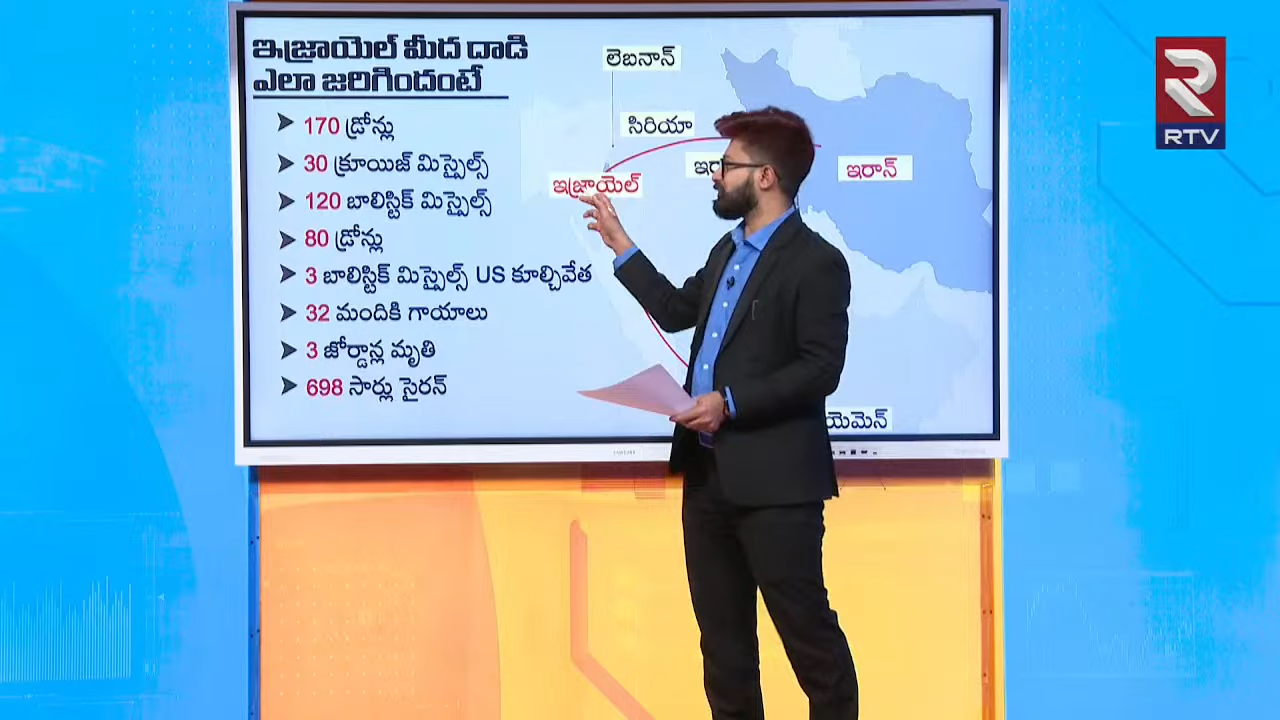 ఇజ్రాయెల్ మీద దాడి
ఎలా జరిగిందంటే
170 డ్రోన్లు
30 క్రూయిజ్ మిస్సైల్స్
120 బాలిస్టిక్ మిస్సైల్స్
80 డ్రోన్లు
3 బాలిస్టిక్ మిస్సైల్స్ US కూల్చివేత
32 మందికి గాయాలు
3 జోర్డాన్ల మృతి
698 సార్లు సైరన్
లెబనాన్
సిరియా
ఇజ్రాయెల్
ఇరాన్
యెమెన్
RTV